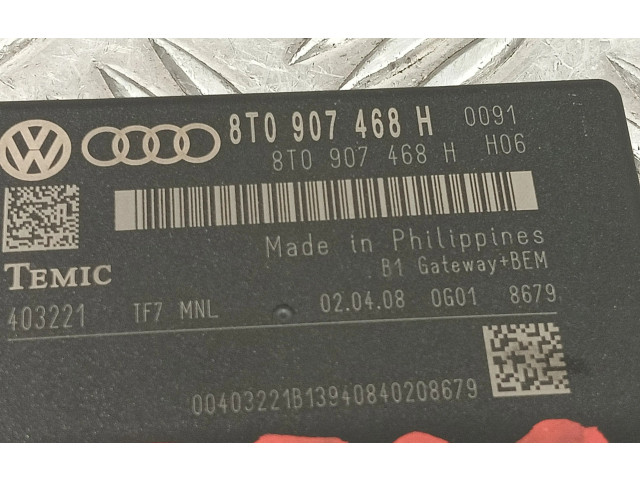 8T0 907 468 H 0091
8T0 907 468 H H06
Made in Philippines
B1 Gateway+BEM
TEMIC
403221 TF7 MNL 02.04.08 0G01 8679
00403221B13940840208679